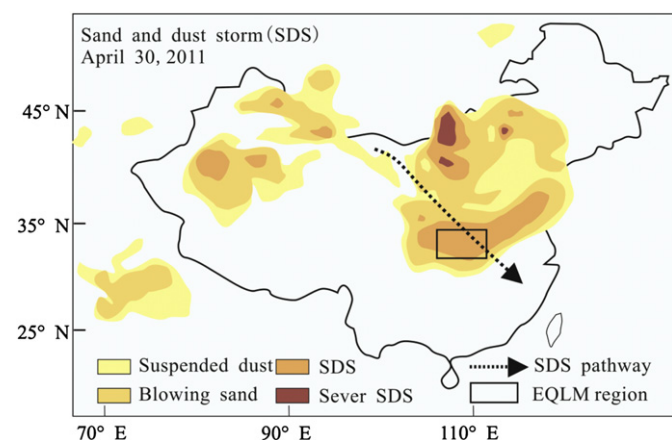 Sand and dust storm (SDS)
April 30, 2011
45° N
35° N
25° N
Suspended dust
SDS
SDS pathway
Blowing sand
Sever SDS
EQLM region
70° E
90° E
110° E